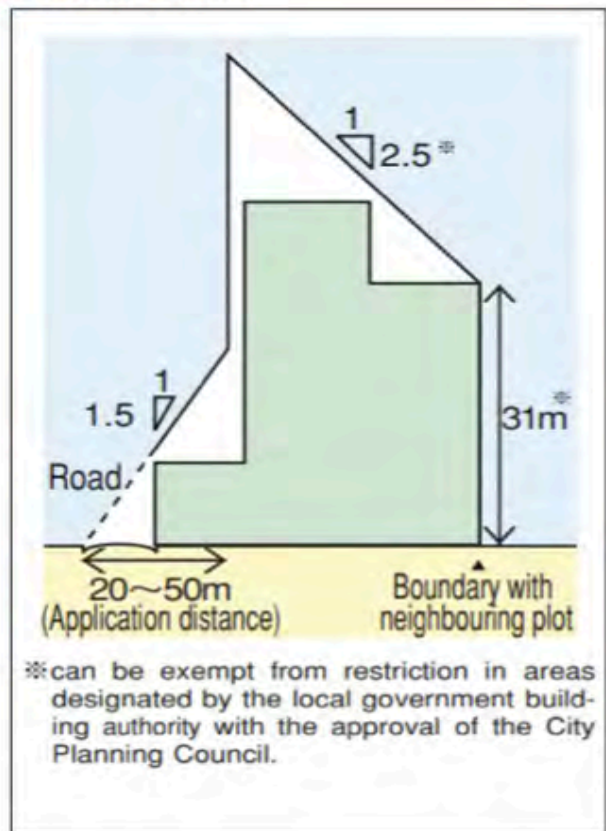 1
2.5※
1
1.5
31m※
Road
20～50m
(Application distance)
Boundary with
neighbouring plot
※can be exempt from restriction in areas
designated by the local government build-
ing authority with the approval of the City
Planning Council.